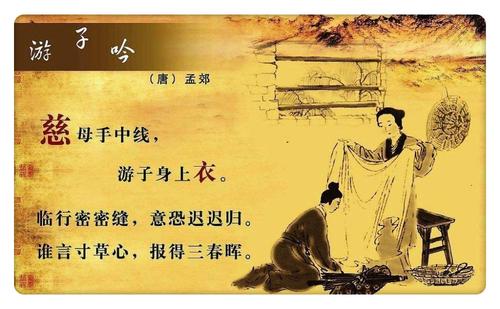 游子吟
（唐）孟郊
慈母手中线，
游子身上衣。
临行密密缝，意恐迟迟归。
谁言寸草心，报得三春晖。